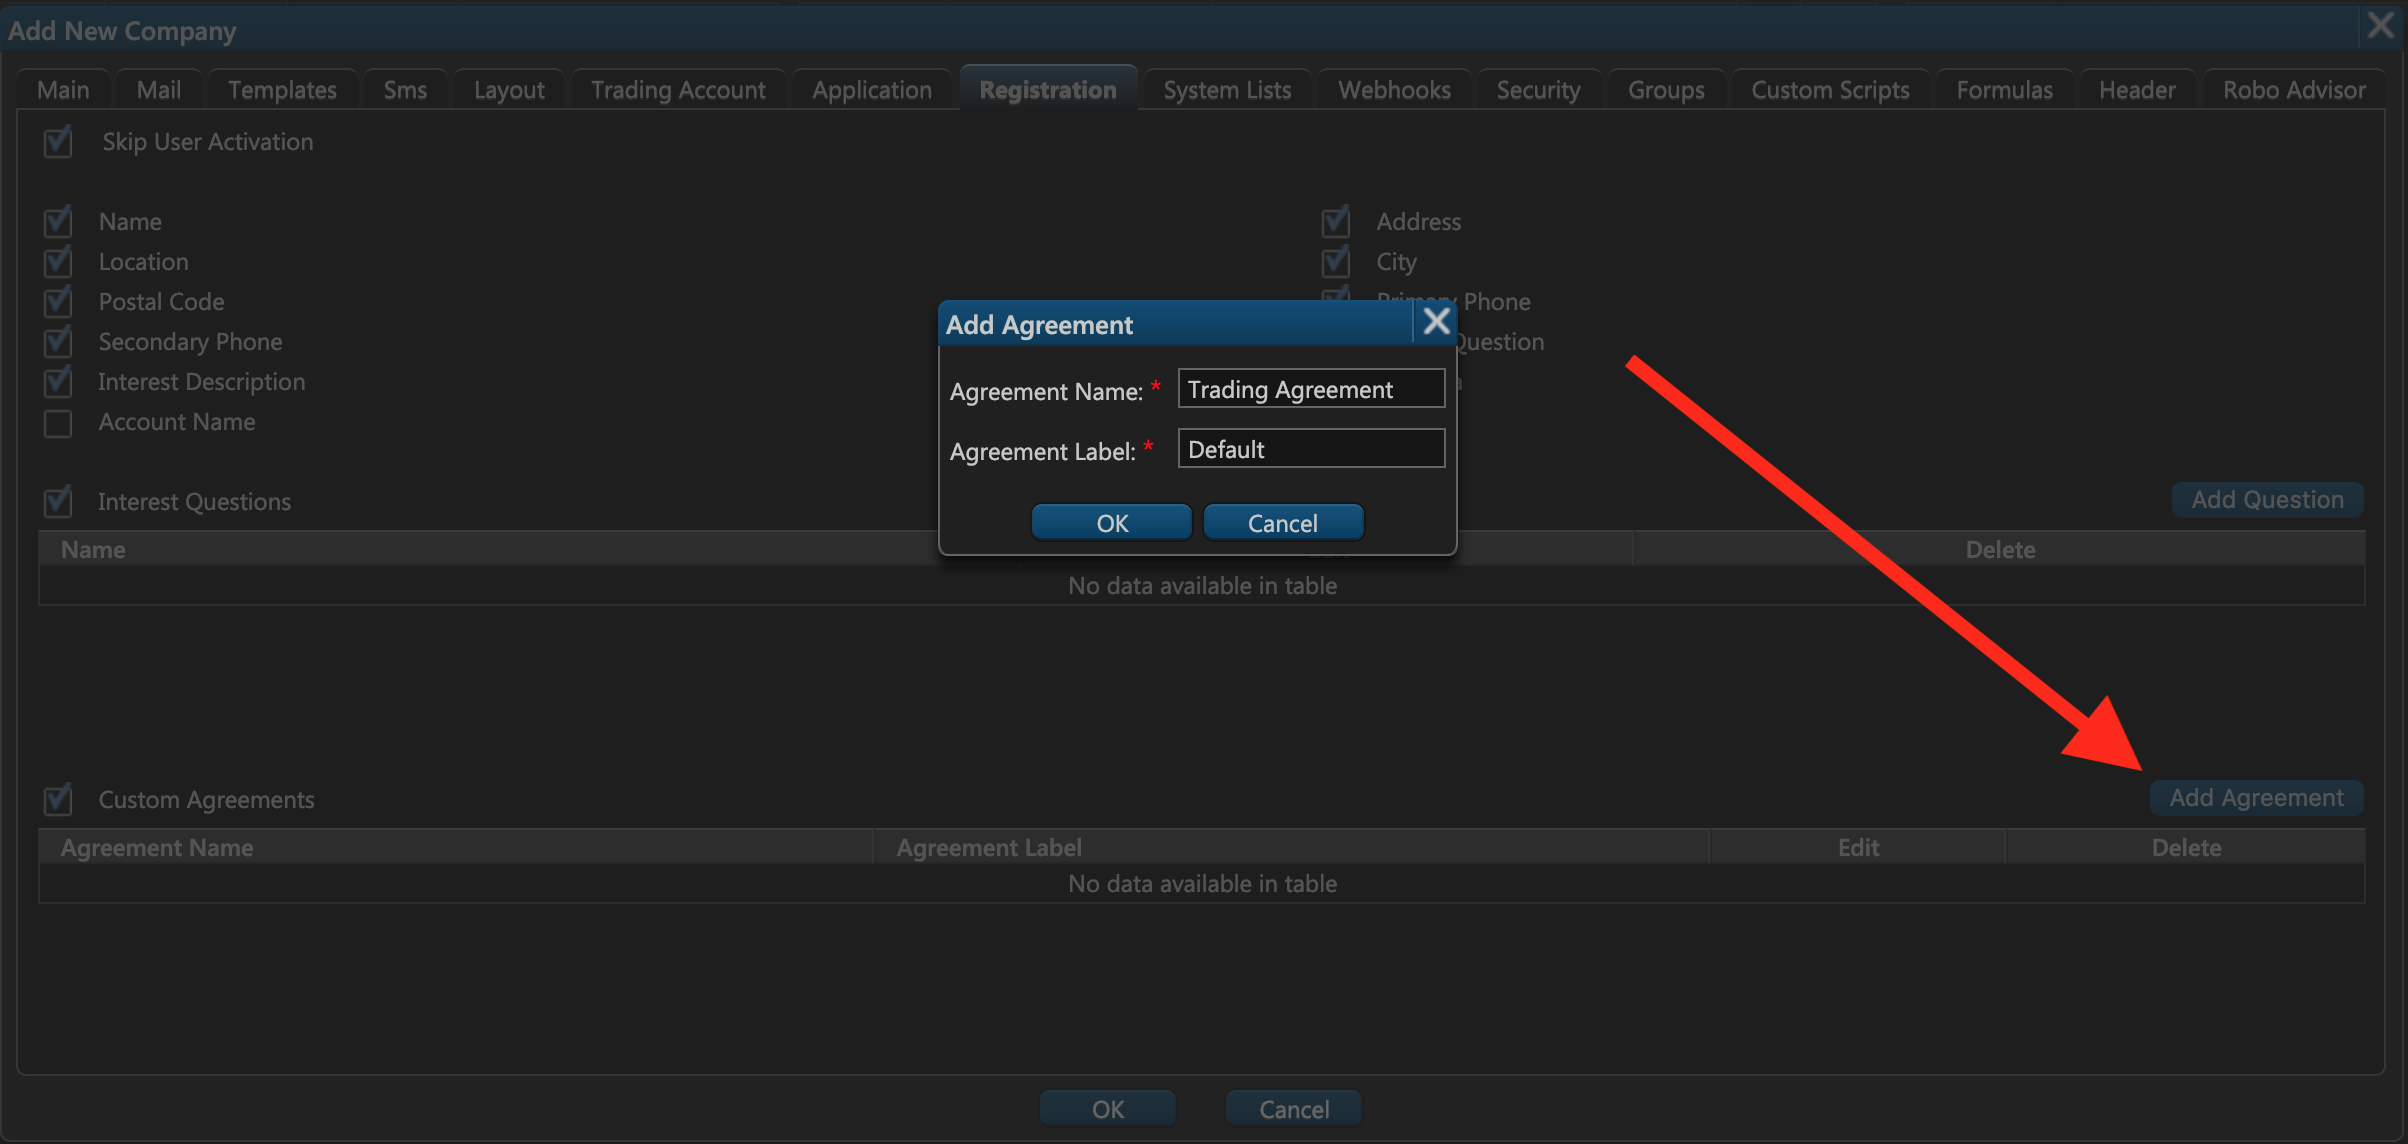 Add New Company
Main Mail Templates Sms Layout Trading Account Application Registration System Lists Webhooks Security Groups Custom Scripts Formulas Header Robo Advisor
Skip User Activation
Name Address
Location City
Postal Code Primary Phone
Secondary Phone Question
Interest Description
Account Name
Add Agreement
Agreement Name: * Trading Agreement
Agreement Label: * Default
OK Cancel
Interest Questions Add Question
Name Delete
No data available in table
Custom Agreements Add Agreement
Agreement Name Agreement Label Edit Delete
No data available in table
OK Cancel